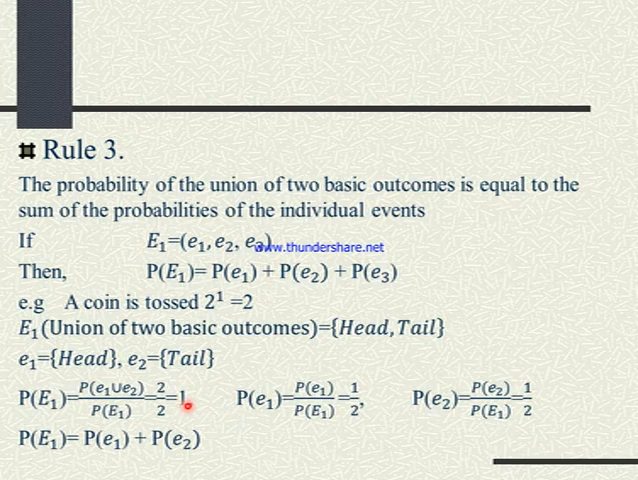 Rule 3.
The probability of the union of two basic outcomes is equal to the
sum of the probabilities of the individual events
If E₁=(e₁, e₂, e₃)
www.thundershare.net
Then, P(E₁)= P(e₁) + P(e₂) + P(e₃)
e.g A coin is tossed 2¹ =2
E₁(Union of two basic outcomes)={Head, Tail}
e₁={Head}, e₂={Tail}
P(E₁)=P(e₁∪e₂)/P(E₁)=2/2=1, P(e₁)=P(e₁)/P(E₁)=1/2, P(e₂)=P(e₂)/P(E₁)=1/2
P(E₁)= P(e₁) + P(e₂)